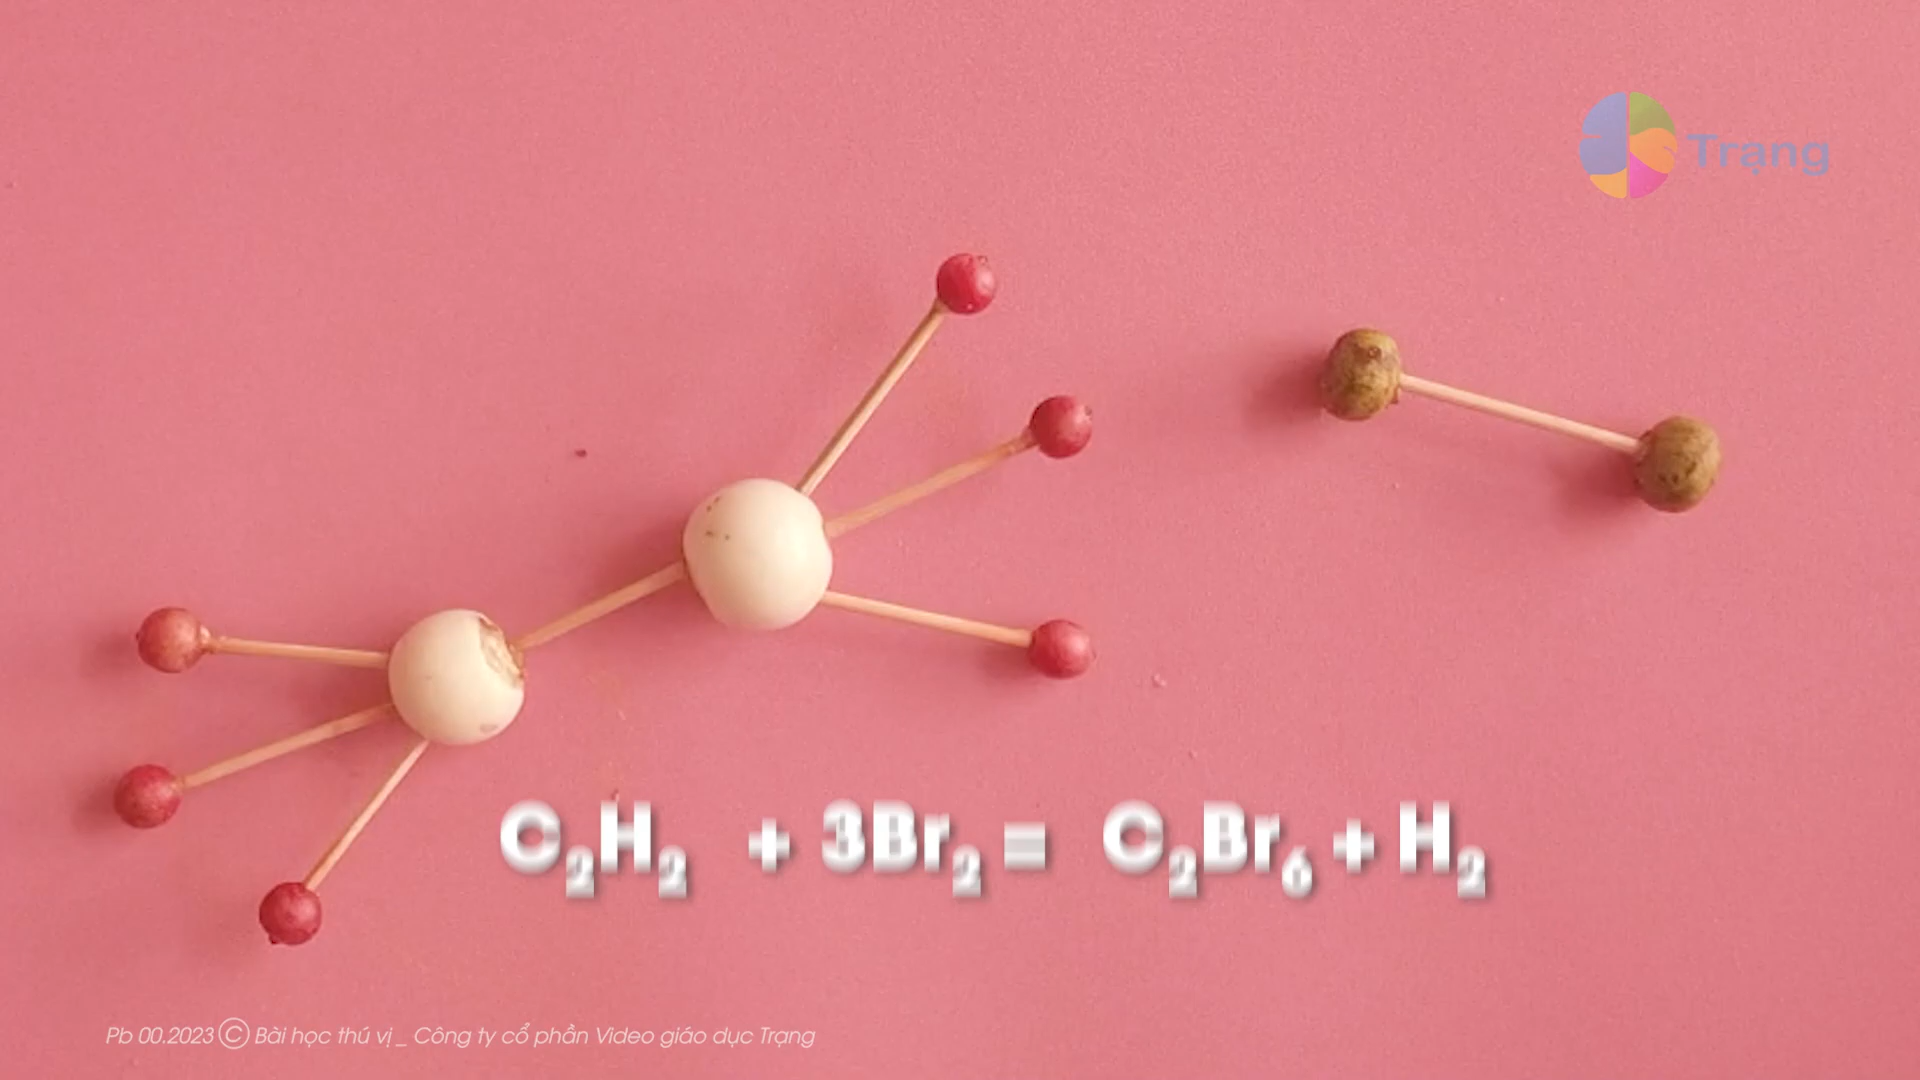 Trạng
C₂H₂ + 3Br₂ = C₂Br₆ + H₂
Pb 00.2023 © Bài học thú vị _ Công ty cổ phần Video giáo dục Trạng